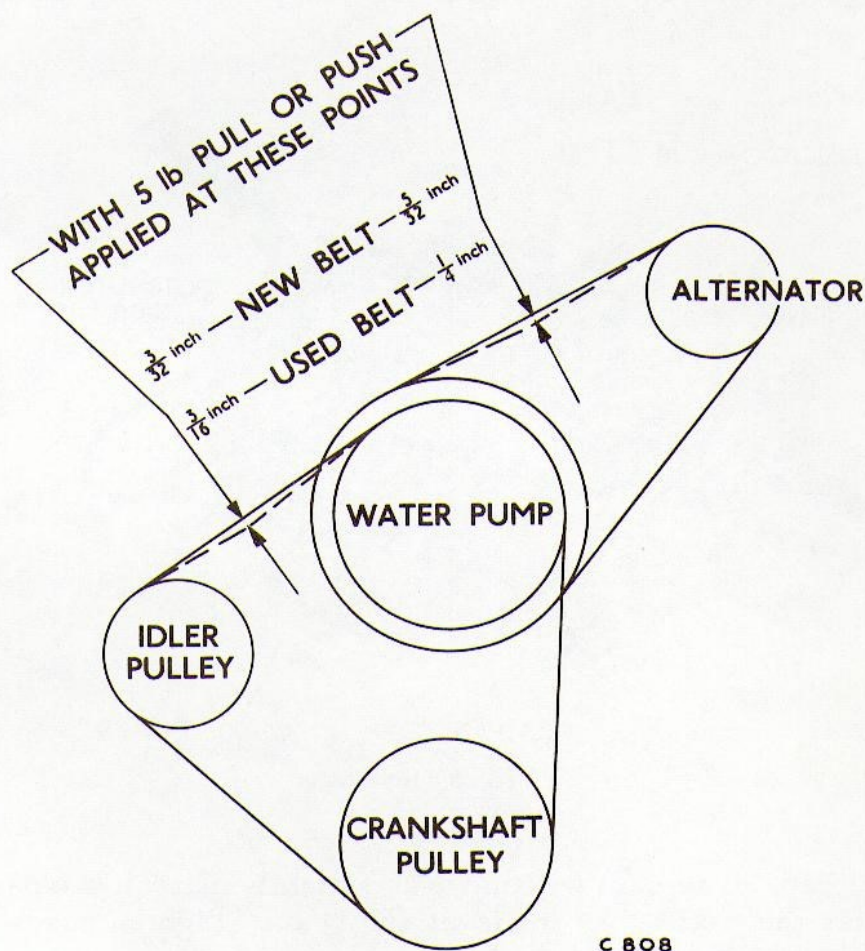 WITH 5 lb PULL OR PUSH
APPLIED AT THESE POINTS
3/32 inch — NEW BELT — 5/32 inch
3/16 inch — USED BELT — 1/4 inch
ALTERNATOR
WATER PUMP
IDLER
PULLEY
CRANKSHAFT
PULLEY
C 808